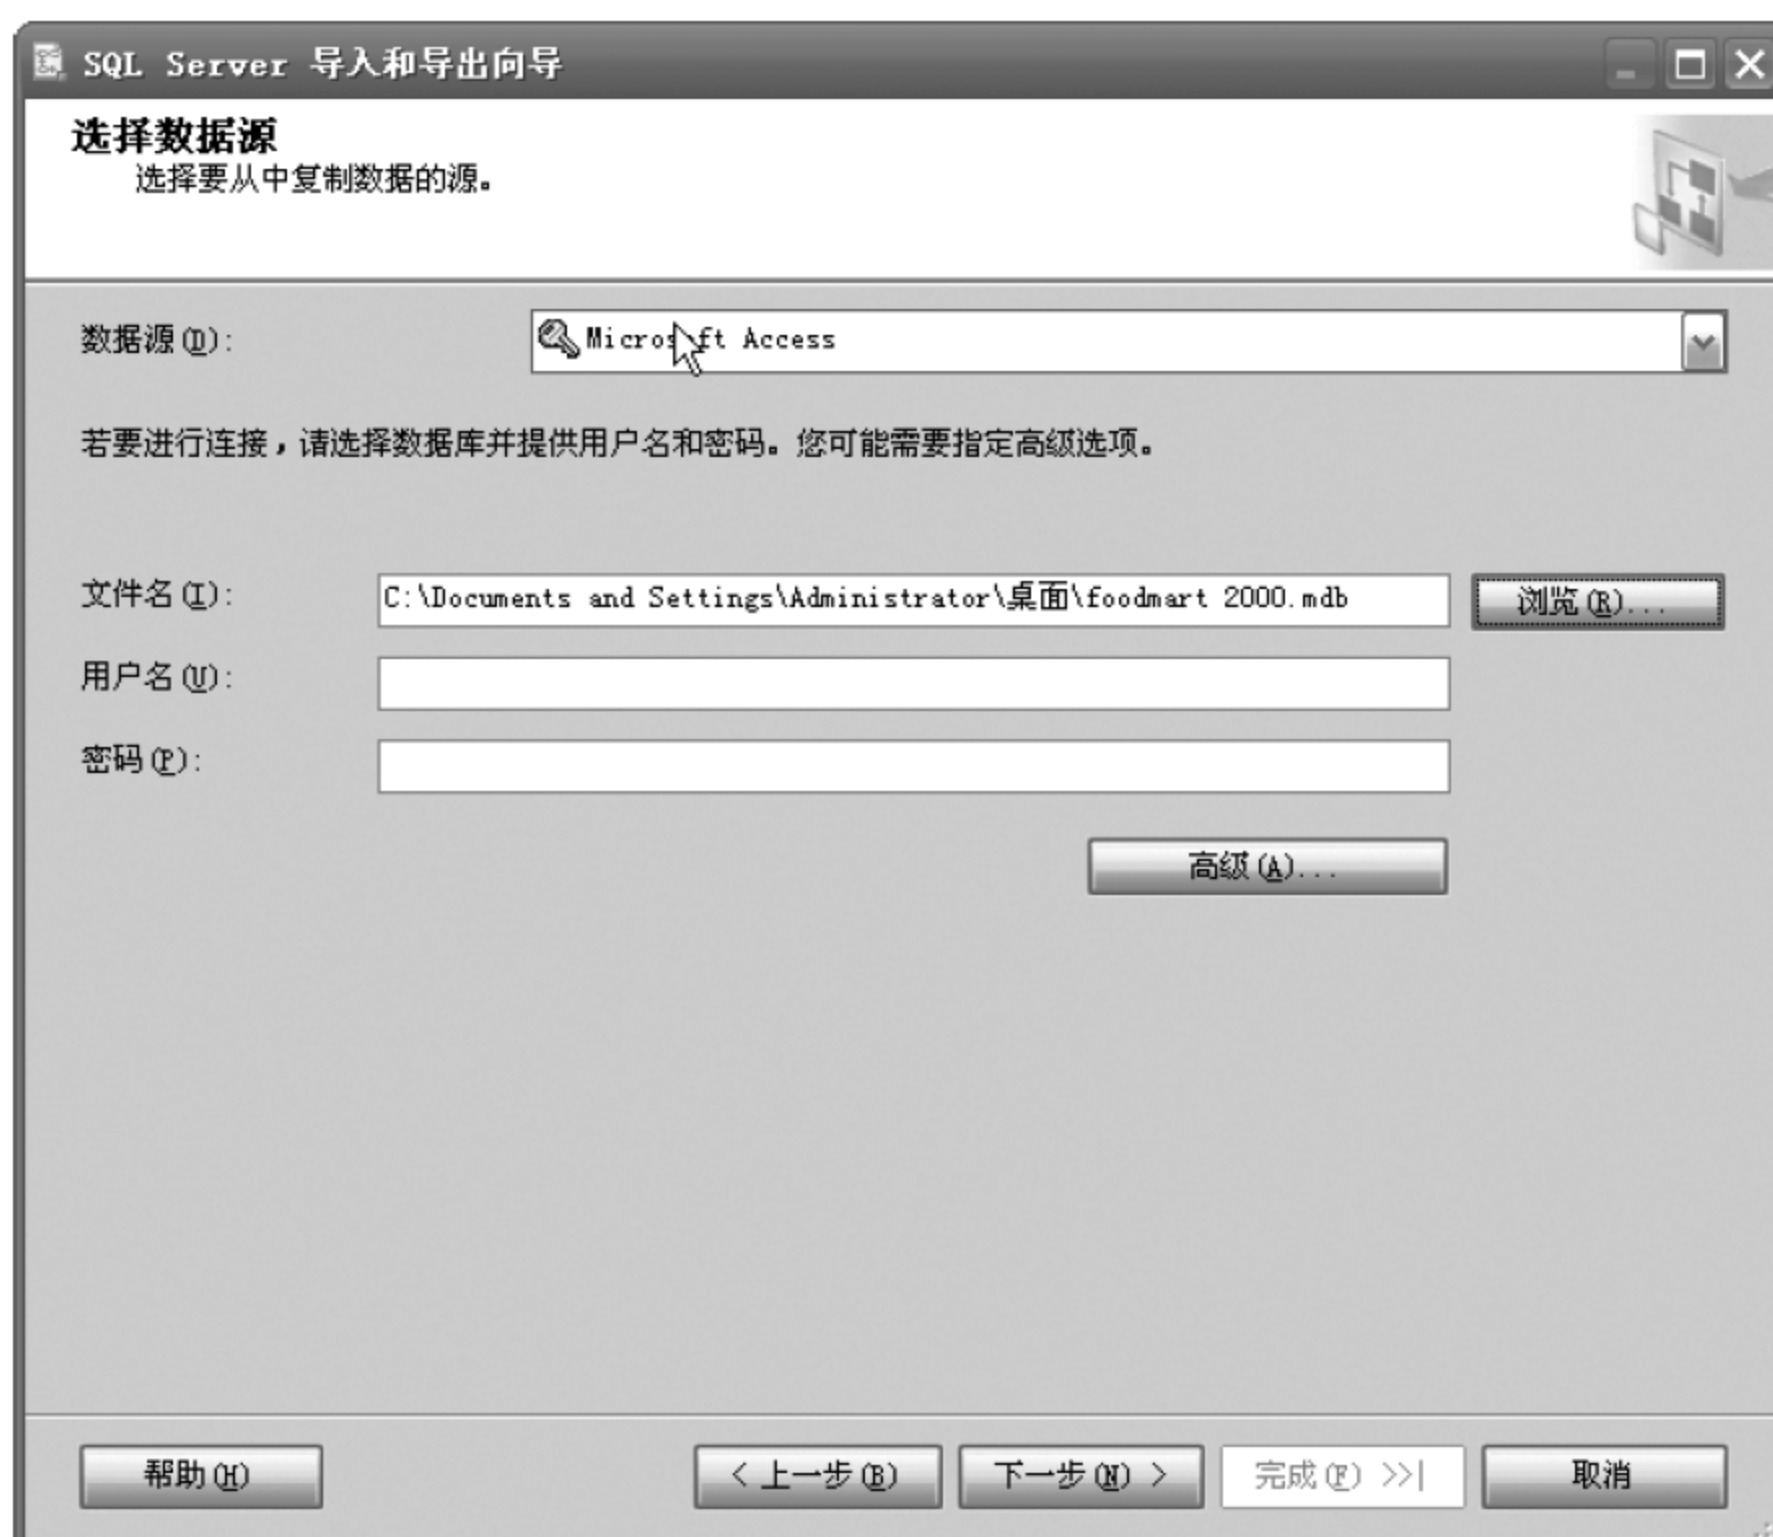 SQL Server 导入和导出向导
选择数据源
选择要从中复制数据的源。
数据源(D):
Microsoft Access
若要进行连接，请选择数据库并提供用户名和密码。您可能需要指定高级选项。
文件名(I):
C:\Documents and Settings\Administrator\桌面\foodmart 2000.mdb
浏览(R)...
用户名(U):
密码(P):
高级(A)...
帮助(H)
< 上一步(B)
下一步(N) >
完成(F) >>|
取消